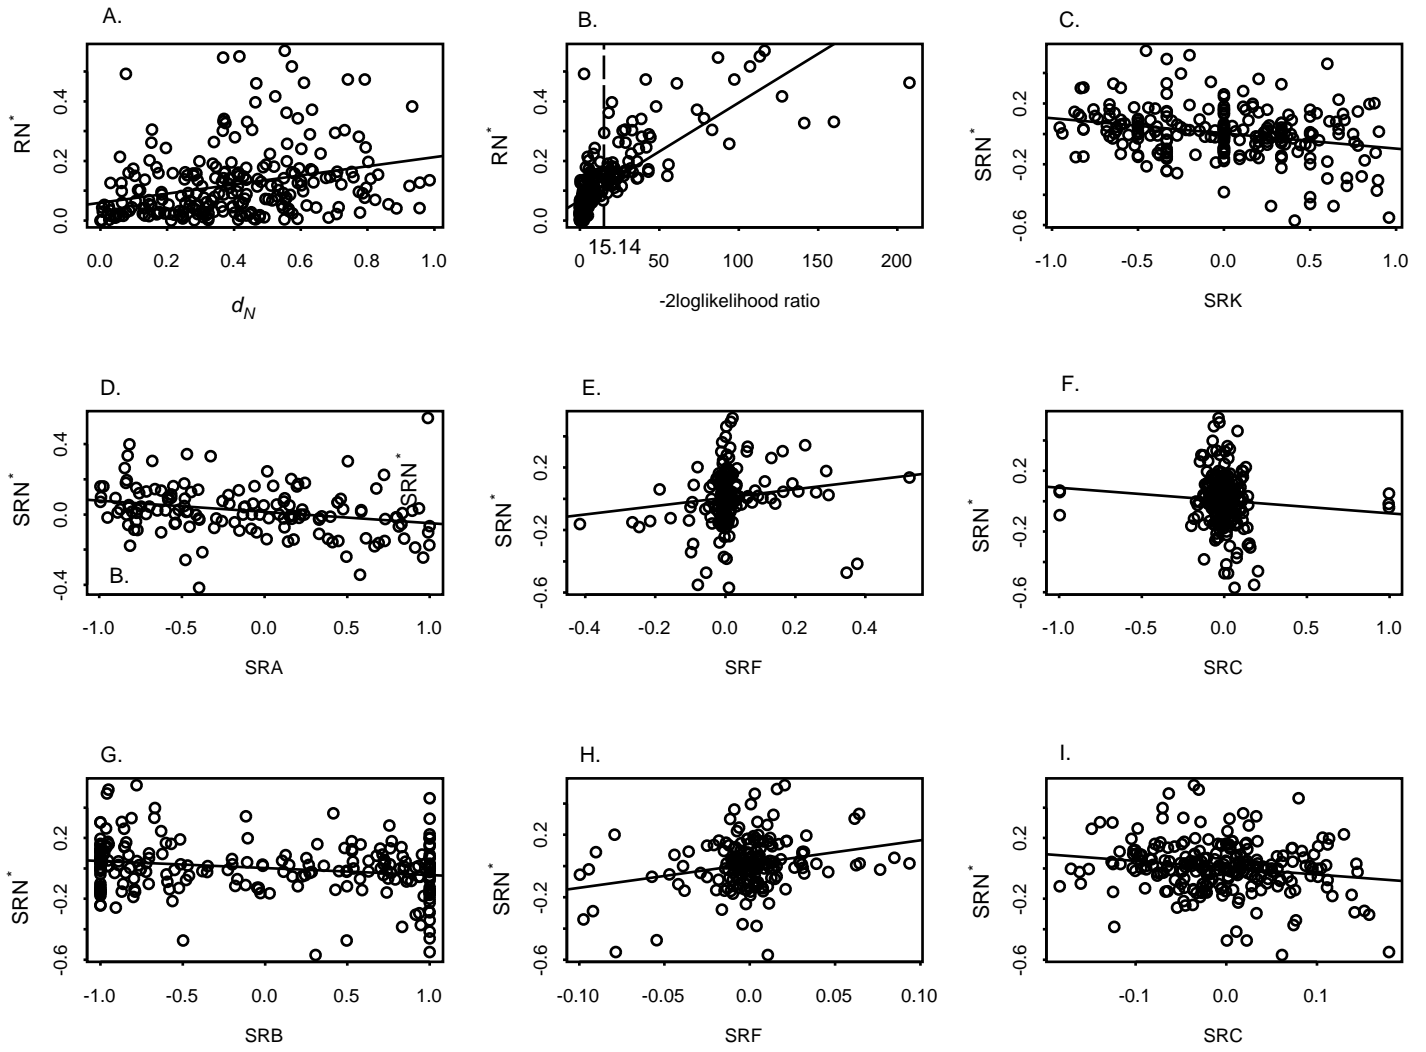 A.
RN*
0.0 0.2 0.4
0.0 0.2 0.4 0.6 0.8 1.0
dN
B.
RN*
0.0 0.2 0.4
15.14
0 50 100 150 200
-2loglikelihood ratio
C.
SRN*
-0.6 -0.2 0.2
-1.0 -0.5 0.0 0.5 1.0
SRK
D.
SRN*
-0.4 0.0 0.4
SRN*
B.
-1.0 -0.5 0.0 0.5 1.0
SRA
E.
SRN*
-0.6 -0.2 0.2
-0.4 -0.2 0.0 0.2 0.4
SRF
F.
SRN*
-0.6 -0.2 0.2
-1.0 -0.5 0.0 0.5 1.0
SRC
G.
SRN*
-0.6 -0.2 0.2
-1.0 -0.5 0.0 0.5 1.0
SRB
H.
SRN*
-0.6 -0.2 0.2
-0.10 -0.05 0.0 0.05 0.10
SRF
I.
SRN*
-0.6 -0.2 0.2
-0.1 0.0 0.1
SRC